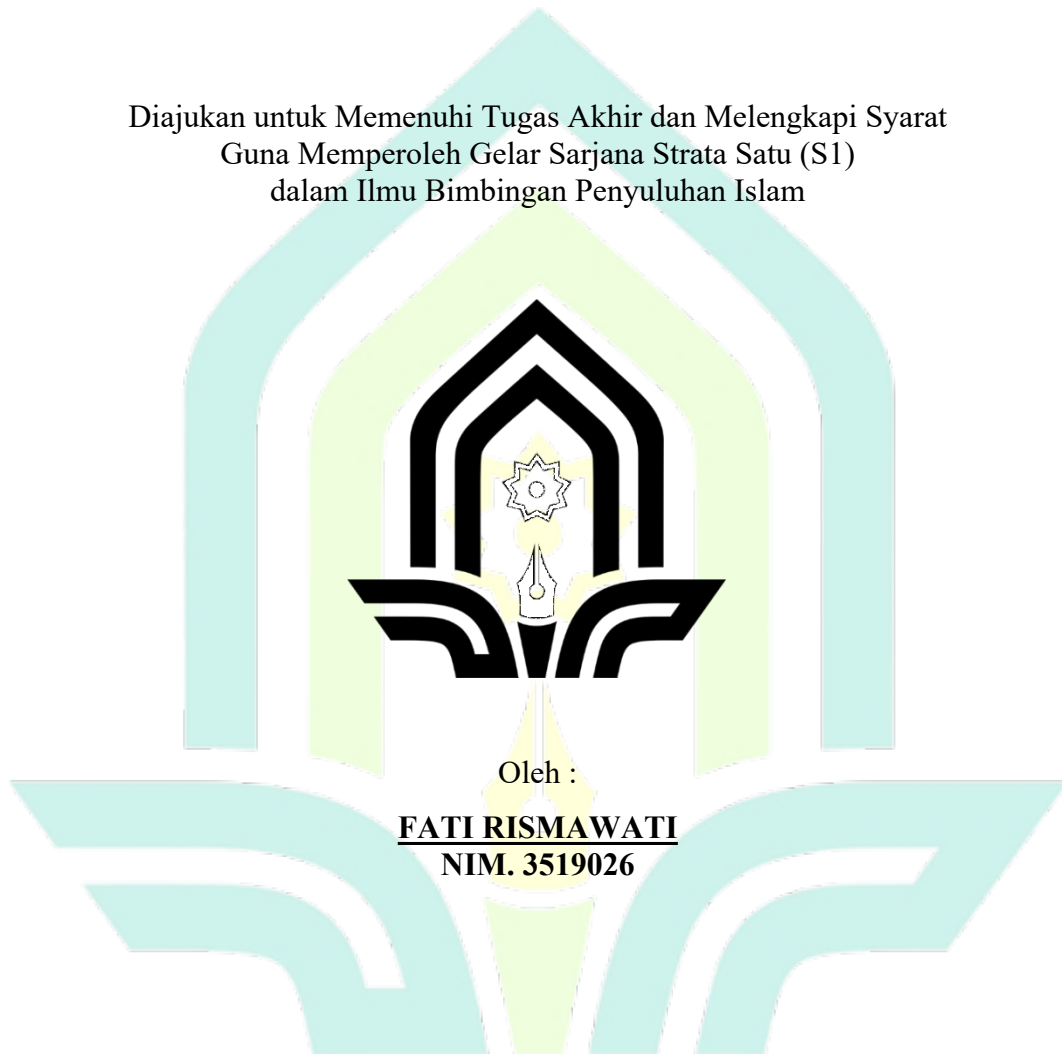 Diajukan untuk Memenuhi Tugas Akhir dan Melengkapi Syarat
Guna Memperoleh Gelar Sarjana Strata Satu (S1)
dalam Ilmu Bimbingan Penyuluhan Islam
Oleh :
FATI RISMAWATI
NIM. 3519026